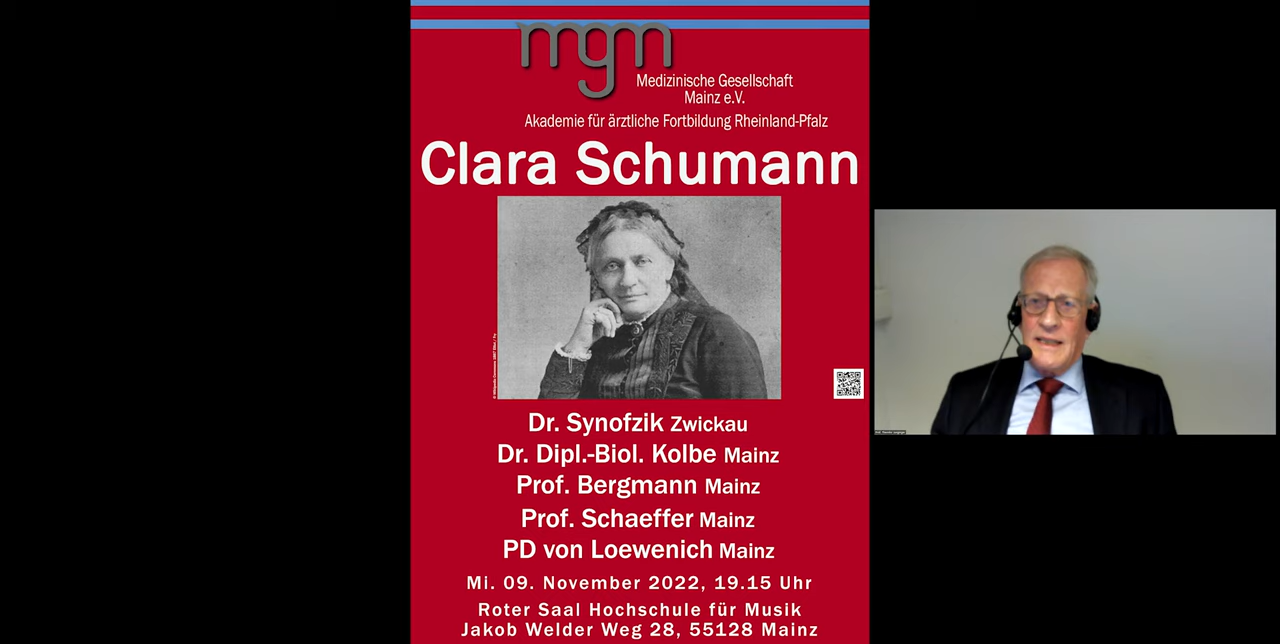 mgm
Medizinische Gesellschaft
Mainz e.V.
Akademie für ärztliche Fortbildung Rheinland-Pfalz
Clara Schumann
Dr. Synofzik Zwickau
Dr. Dipl.-Biol. Kolbe Mainz
Prof. Bergmann Mainz
Prof. Schaeffer Mainz
PD von Loewenich Mainz
Mi. 09. November 2022, 19.15 Uhr
Roter Saal Hochschule für Musik
Jakob Welder Weg 28, 55128 Mainz